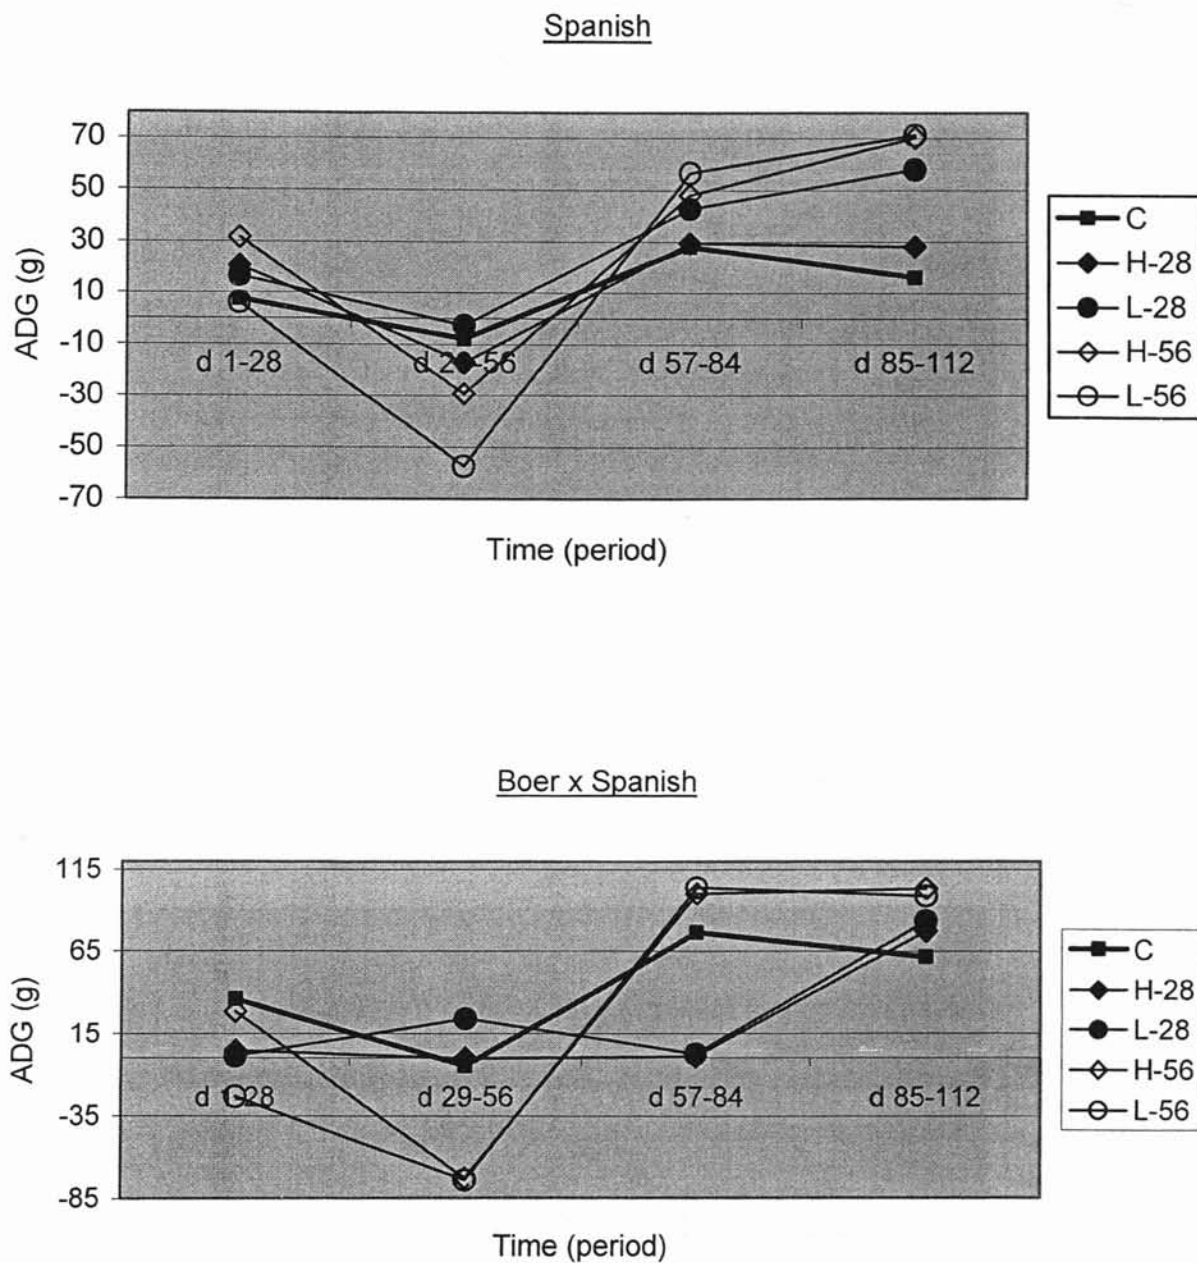 Spanish
70
50
30
10
-10
-30
-50
-70
ADG (g)
d 1-28
d 29-56
d 57-84
d 85-112
Time (period)
C
H-28
L-28
H-56
L-56
Boer x Spanish
115
65
15
-35
-85
ADG (g)
d 1-28
d 29-56
d 57-84
d 85-112
Time (period)
C
H-28
L-28
H-56
L-56